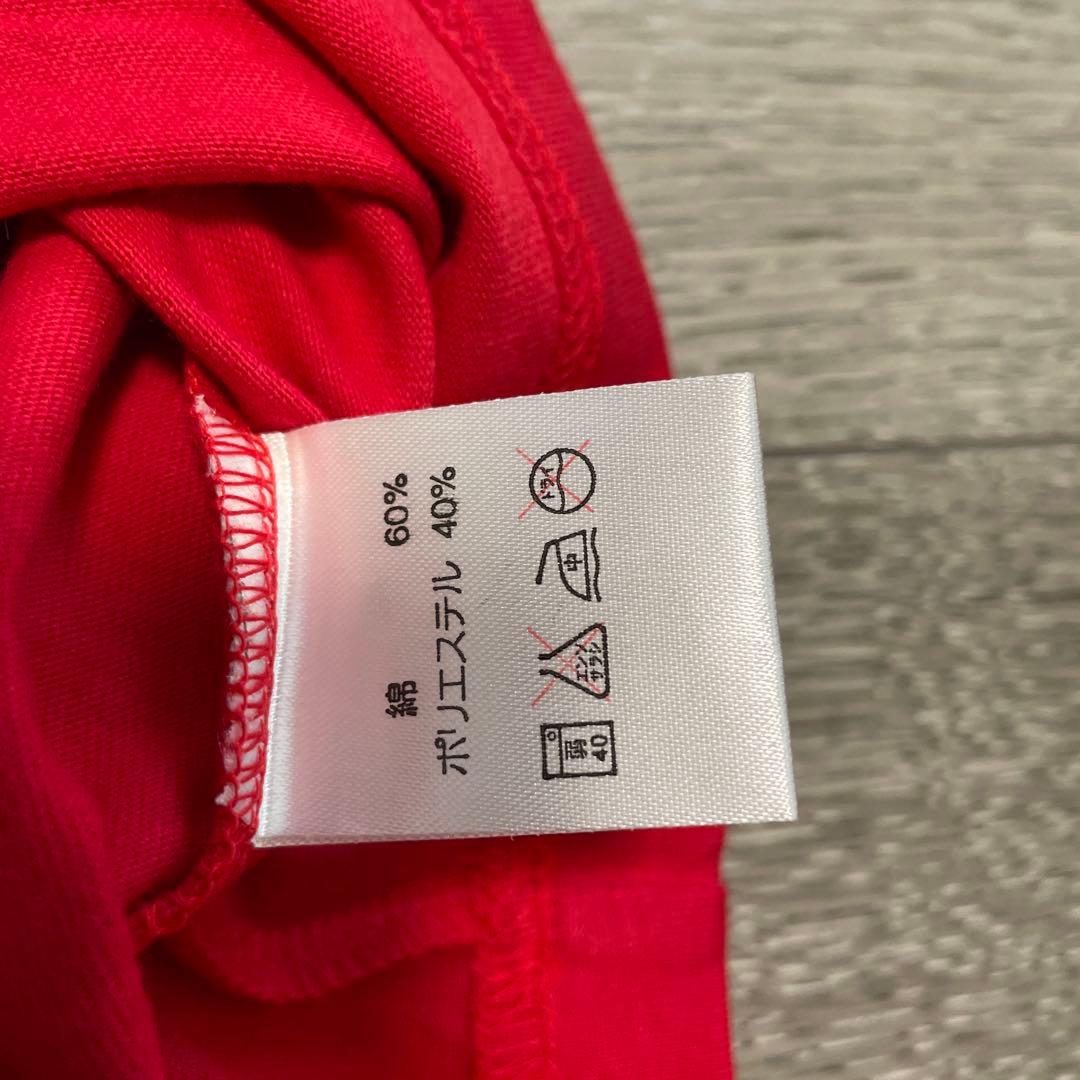 綿 60%
ポリエステル 40%
弱
40
エンソ
サラシ
中
ドライ